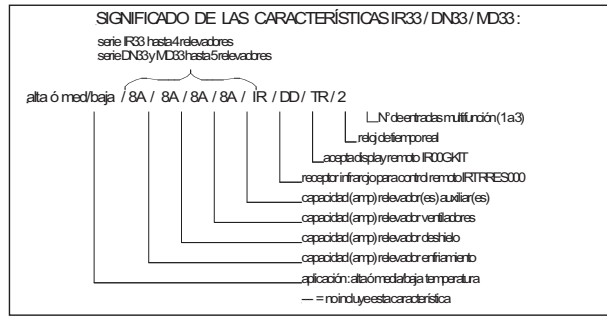 SIGNIFICADO DE LAS CARACTERÍSTICAS IR33 / DN33 / MD33 :
serie IR33 hasta 4 relevadores
serie DN33 y MD33 hasta 5 relevadores
alta ó med/baja / 8A / 8A / 8A / 8A / IR / DD / TR / 2
N° de entradas multifunción (1 a 3)
reloj de tiempo real
acepta display remoto IR00GKIT
receptor infrarojo para control remoto IRTRRES000
capacidad (amp) relevador(es) auxiliar(es)
capacidad (amp) relevador ventiladores
capacidad (amp) relevador deshielo
capacidad (amp) relevador enfriamiento
aplicación: alta ó media/baja temperatura
— = no incluye esta característica